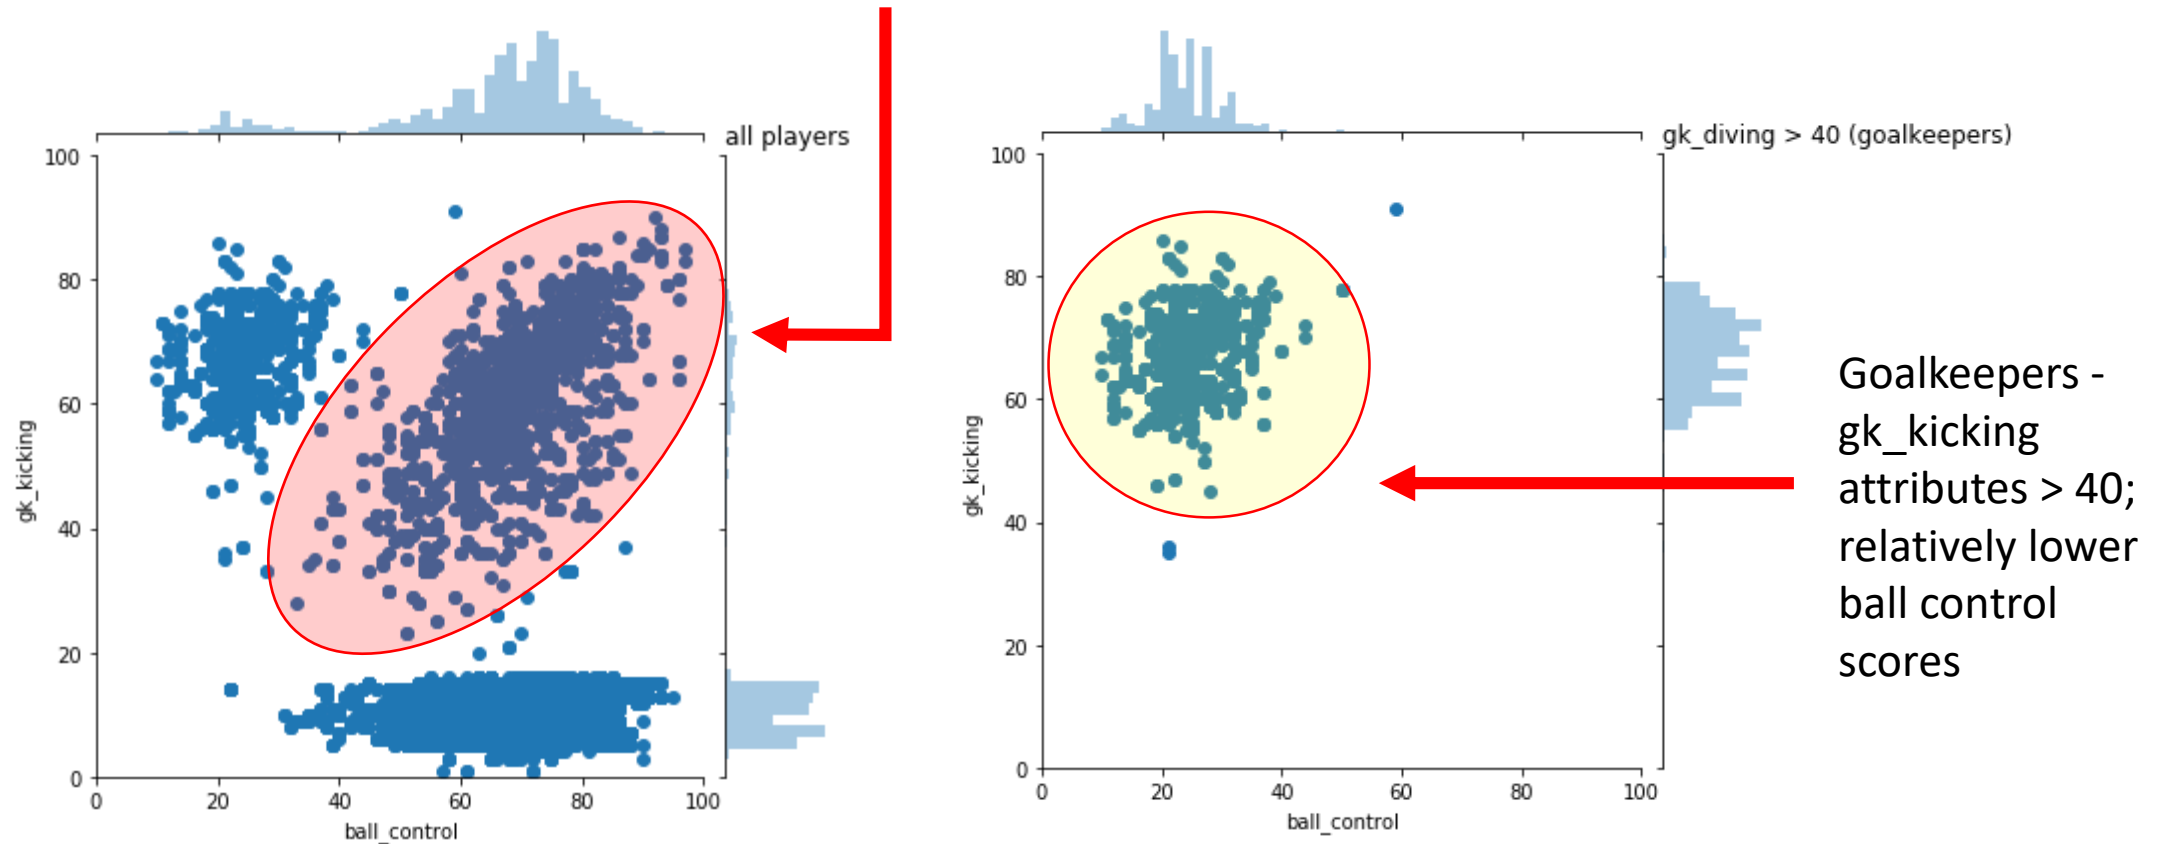 all players
100
80
60
40
20
0
gk_kicking
0 20 40 60 80 100
ball_control
gk_diving > 40 (goalkeepers)
100
80
60
40
20
0
gk_kicking
0 20 40 60 80 100
ball_control
Goalkeepers -
gk_kicking
attributes > 40;
relatively lower
ball control
scores